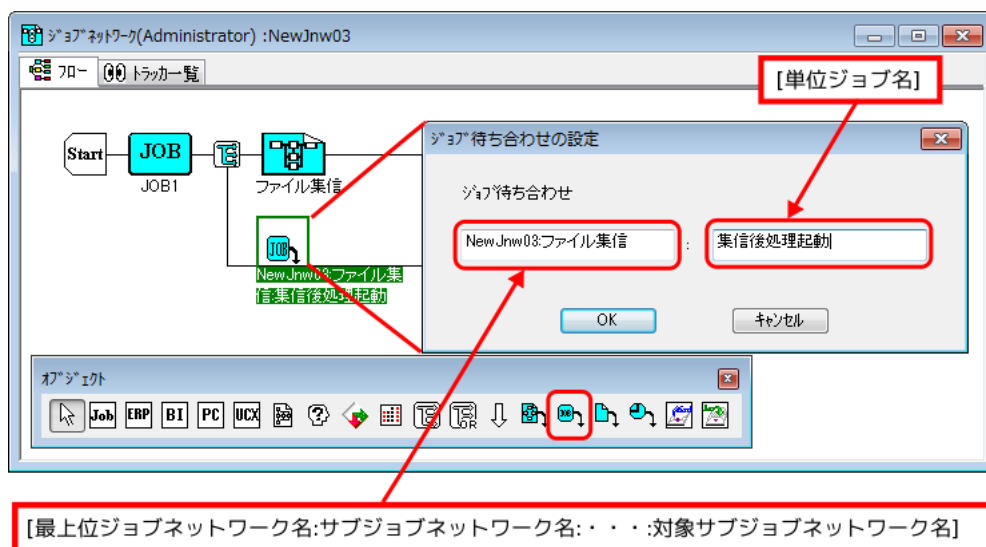 ｼﾞｮﾌﾞﾈｯﾄﾜｰｸ(Administrator) :NewJnw03
フロー
トラッカ一覧
[単位ジョブ名]
Start
JOB
JOB1
ファイル集信
JOB
NewJnw03:ファイル集
信:集信後処理起動
ｼﾞｮﾌﾞ待ち合わせの設定
ｼﾞｮﾌﾞ待ち合わせ
NewJnw03:ファイル集信
:
集信後処理起動
OK
ｷｬﾝｾﾙ
ｵﾌﾞｼﾞｪｸﾄ
Job ERP BI PC UCX OR
[最上位ジョブネットワーク名:サブジョブネットワーク名:・・・:対象サブジョブネットワーク名]